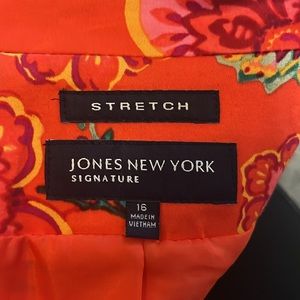 STRETCH
JONES NEW YORK
SIGNATURE
16
MADE IN
VIETNAM